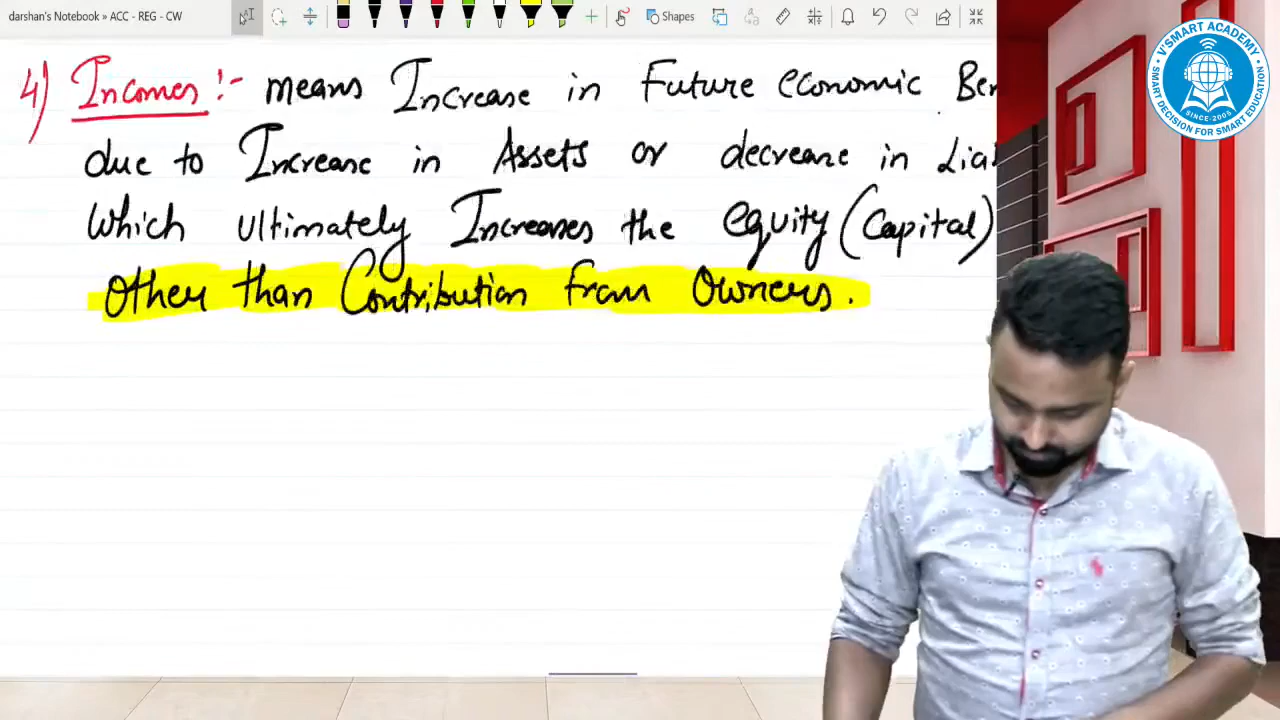 darshan's Notebook » ACC - REG - CW
Shapes
4) Incomes :- means Increase in Future economic Ben
due to Increase in Assets or decrease in Lia
Which ultimately Increases the equity (Capital)
Other than Contribution from Owners.
V'SMART ACADEMY
SINCE-2005
SMART DECISION FOR SMART EDUCATION